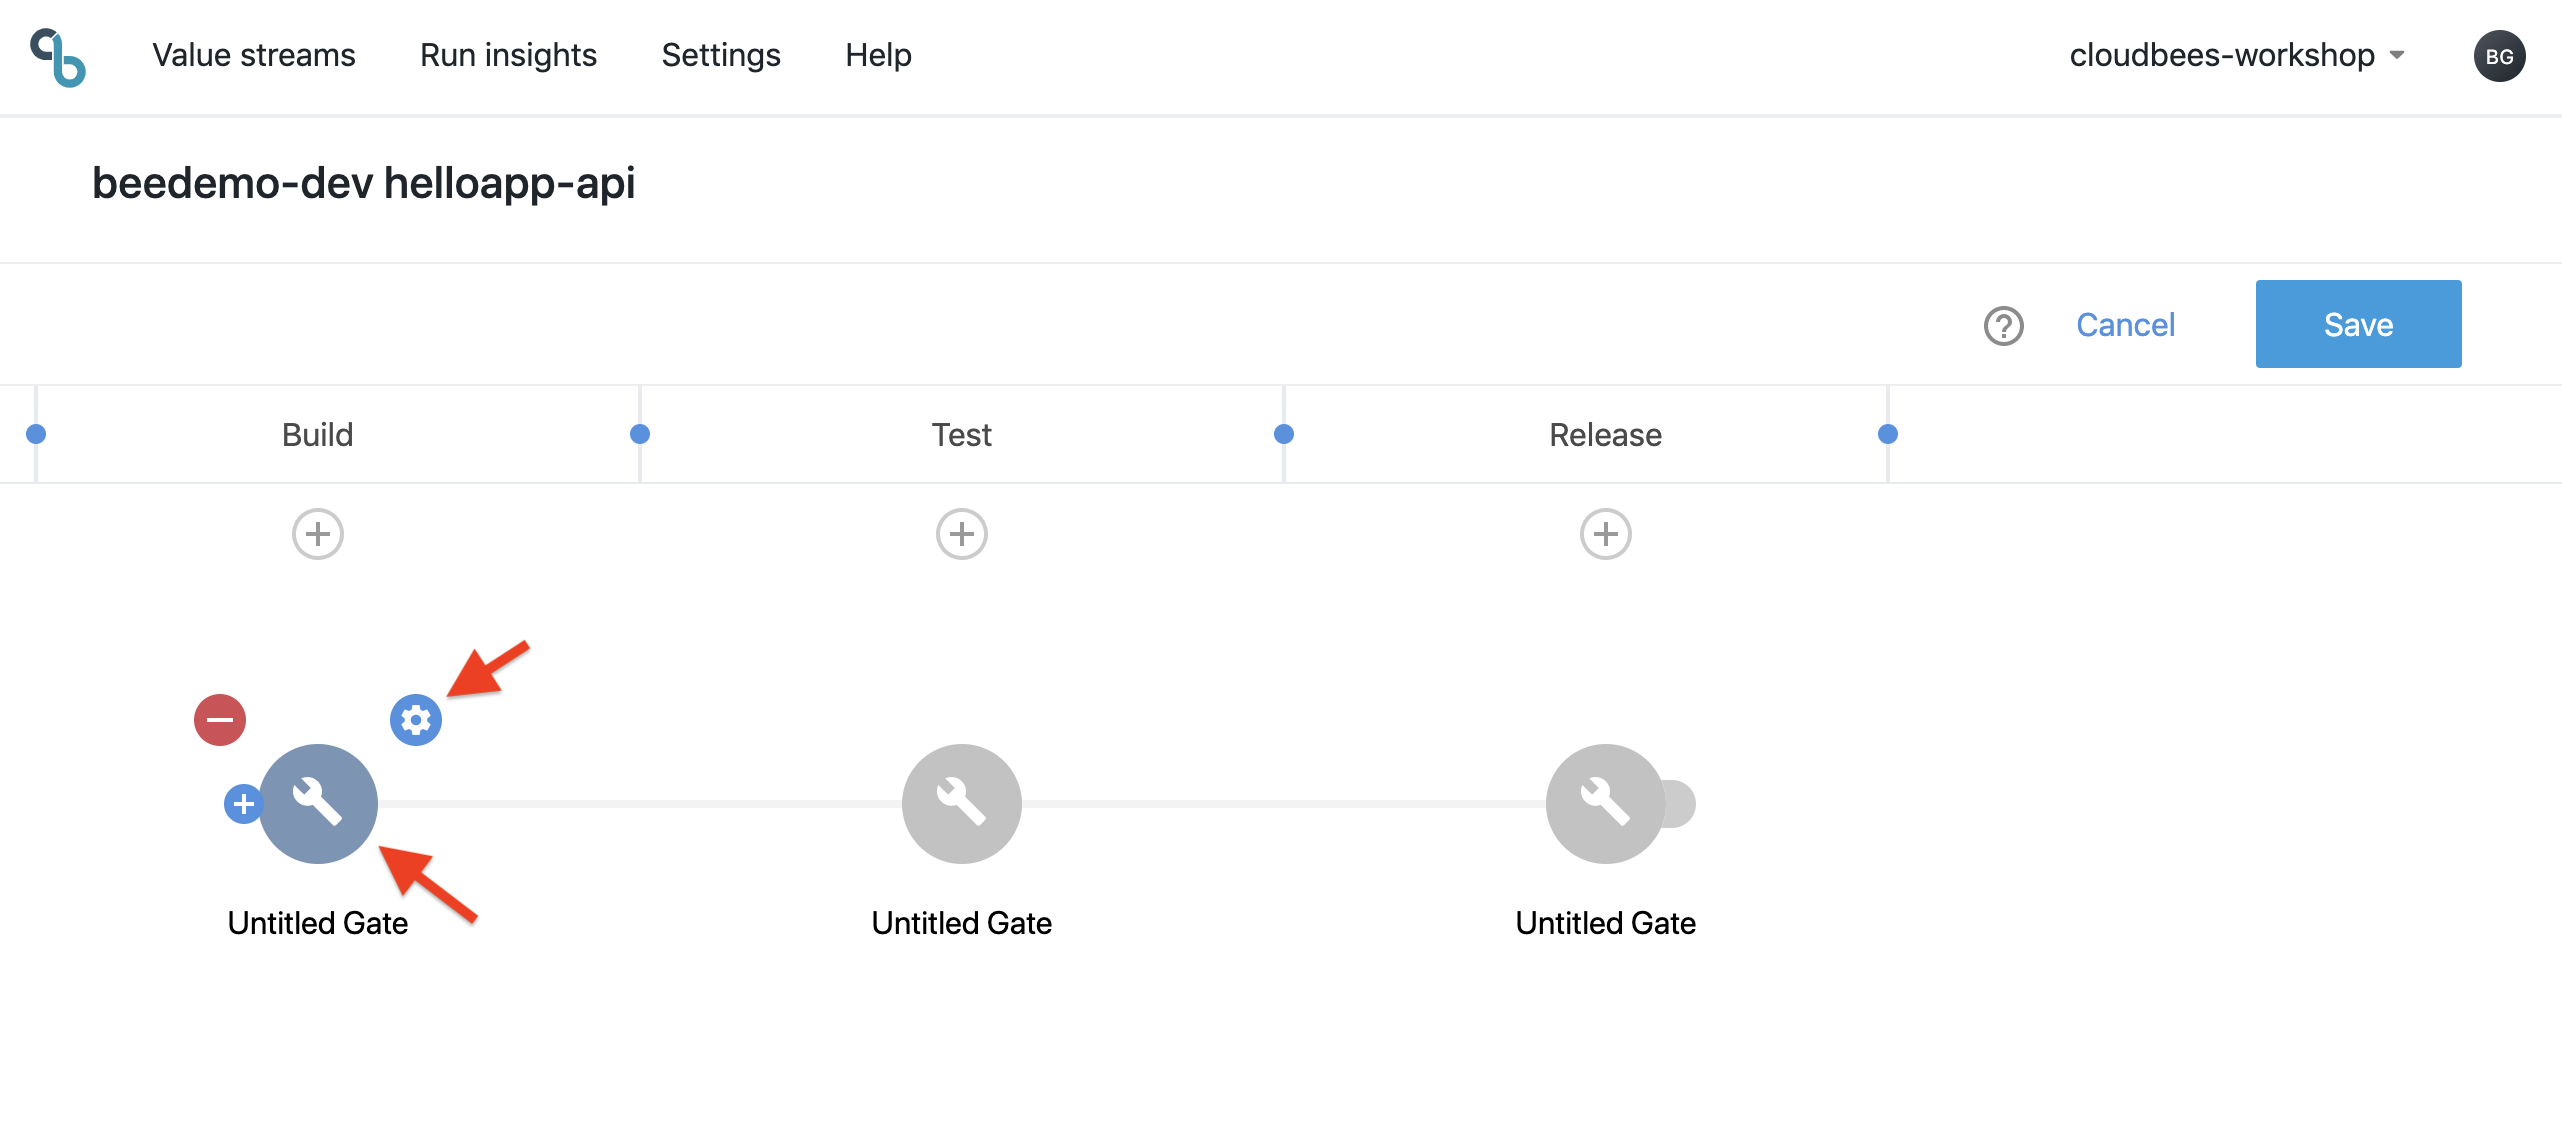 Value streams Run insights Settings Help cloudbees-workshop BG
beedemo-dev helloapp-api
Cancel Save
Build Test Release
Untitled Gate Untitled Gate Untitled Gate